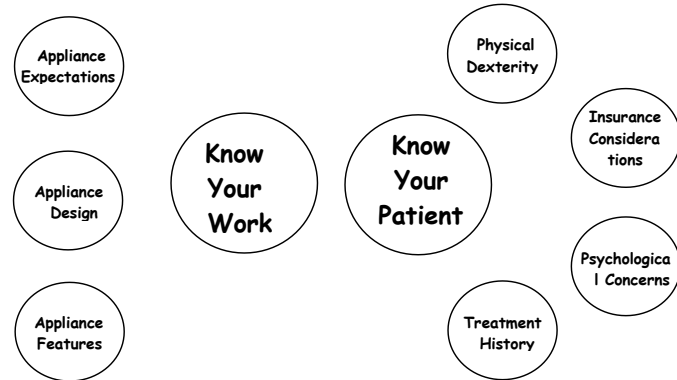 Appliance
Expectations
Appliance
Design
Appliance
Features
Know
Your
Work
Know
Your
Patient
Physical
Dexterity
Insurance
Considera
tions
Psychologica
l Concerns
Treatment
History